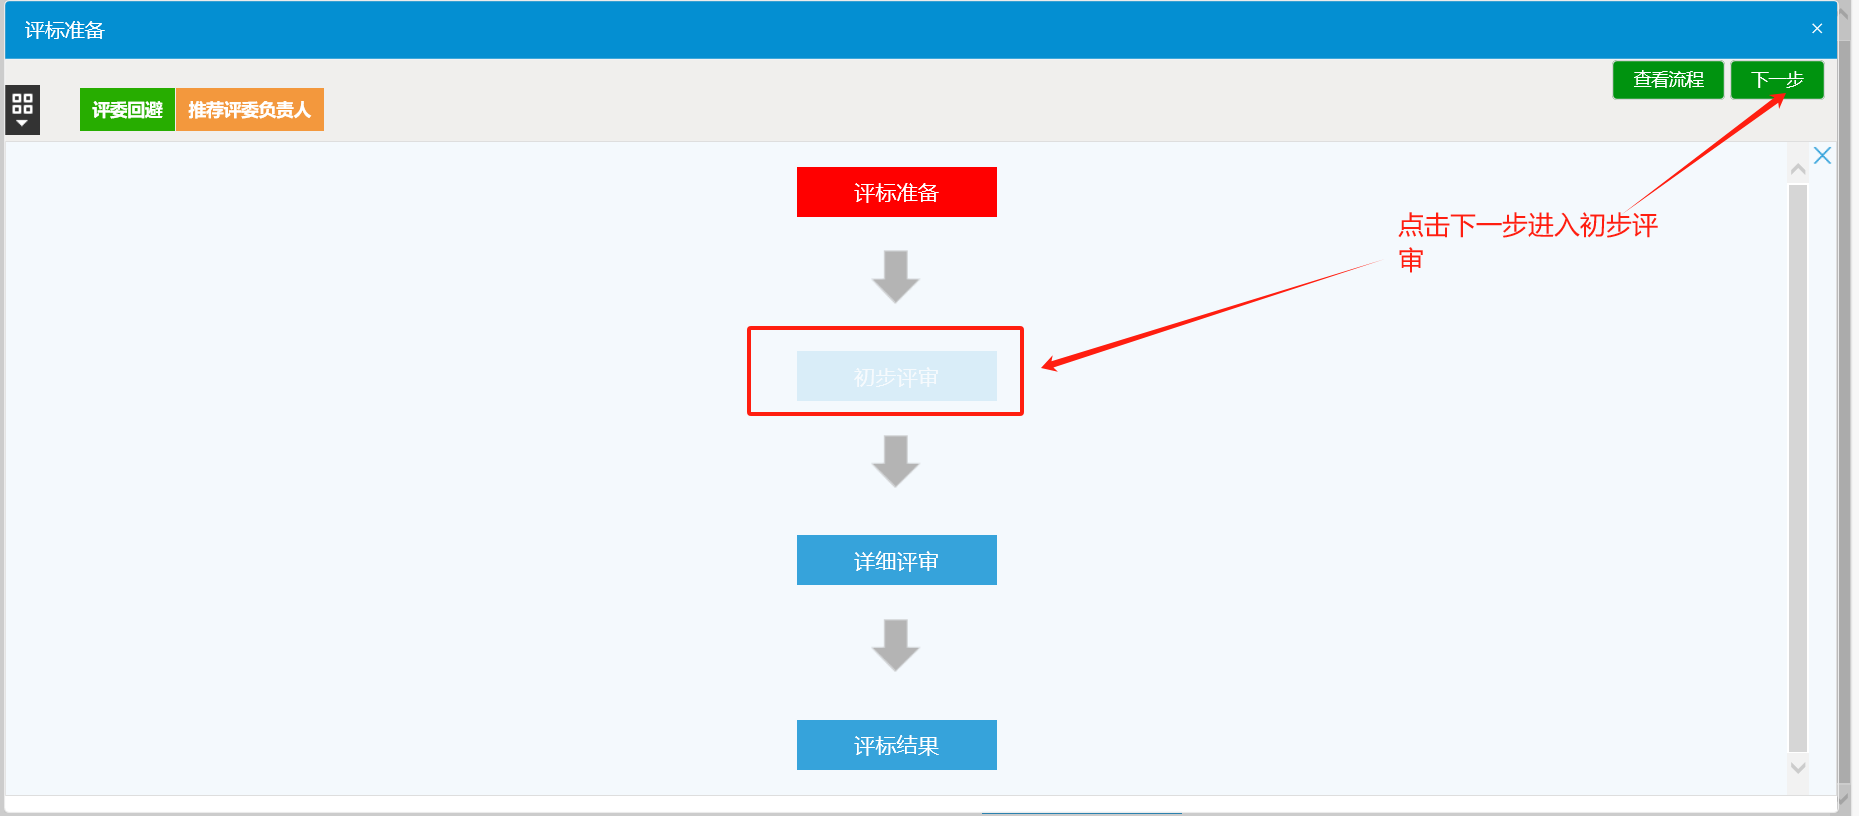 评标准备
查看流程
下一步
评委回避
推荐评委负责人
评标准备
点击下一步进入初步评
审
初步评审
详细评审
评标结果